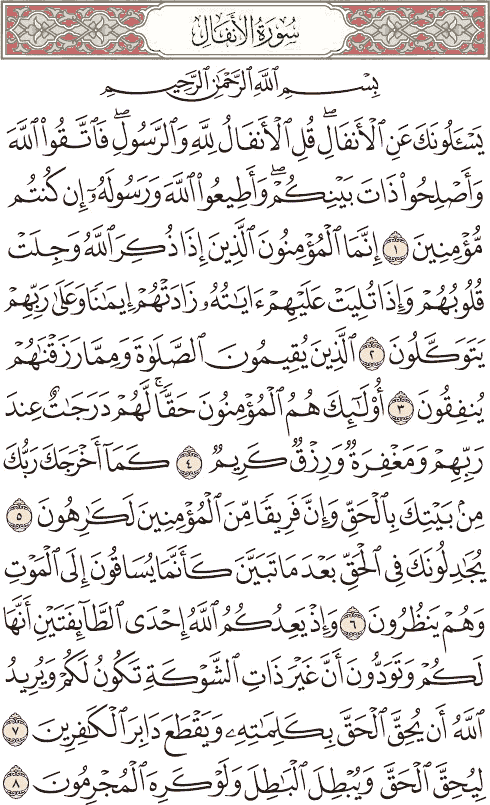 سُورَةُ الأَنفَالِ
بِسْمِ ٱللَّهِ ٱلرَّحْمَٰنِ ٱلرَّحِيمِ
يَسْـَٔلُونَكَ عَنِ ٱلْأَنفَالِ ۖ قُلِ ٱلْأَنفَالُ لِلَّهِ وَٱلرَّسُولِ ۖ فَٱتَّقُوا۟ ٱللَّهَ
وَأَصْلِحُوا۟ ذَاتَ بَيْنِكُمْ ۖ وَأَطِيعُوا۟ ٱللَّهَ وَرَسُولَهُۥٓ إِن كُنتُم
مُّؤْمِنِينَ ١ إِنَّمَا ٱلْمُؤْمِنُونَ ٱلَّذِينَ إِذَا ذُكِرَ ٱللَّهُ وَجِلَتْ
قُلُوبُهُمْ وَإِذَا تُلِيَتْ عَلَيْهِمْ ءَايَٰتُهُۥ زَادَتْهُمْ إِيمَٰنًا وَعَلَىٰ رَبِّهِمْ
يَتَوَكَّلُونَ ٢ ٱلَّذِينَ يُقِيمُونَ ٱلصَّلَوٰةَ وَمِمَّا رَزَقْنَٰهُمْ
يُنفِقُونَ ٣ أُو۟لَٰٓئِكَ هُمُ ٱلْمُؤْمِنُونَ حَقًّا ۚ لَّهُمْ دَرَجَٰتٌ عِندَ
رَبِّهِمْ وَمَغْفِرَةٌ وَرِزْقٌ كَرِيمٌ ٤ كَمَآ أَخْرَجَكَ رَبُّكَ
مِنۢ بَيْتِكَ بِٱلْحَقِّ وَإِنَّ فَرِيقًا مِّنَ ٱلْمُؤْمِنِينَ لَكَٰرِهُونَ ٥
يُجَٰدِلُونَكَ فِى ٱلْحَقِّ بَعْدَ مَا تَبَيَّنَ كَأَنَّمَا يُسَاقُونَ إِلَى ٱلْمَوْتِ
وَهُمْ يَنظُرُونَ ٦ وَإِذْ يَعِدُكُمُ ٱللَّهُ إِحْدَى ٱلطَّآئِفَتَيْنِ أَنَّهَا
لَكُمْ وَتَوَدُّونَ أَنَّ غَيْرَ ذَاتِ ٱلشَّوْكَةِ تَكُونُ لَكُمْ وَيُرِيدُ
ٱللَّهُ أَن يُحِقَّ ٱلْحَقَّ بِكَلِمَٰتِهِۦ وَيَقْطَعَ دَابِرَ ٱلْكَٰفِرِينَ ٧
لِيُحِقَّ ٱلْحَقَّ وَيُبْطِلَ ٱلْبَٰطِلَ وَلَوْ كَرِهَ ٱلْمُجْرِمُونَ ٨